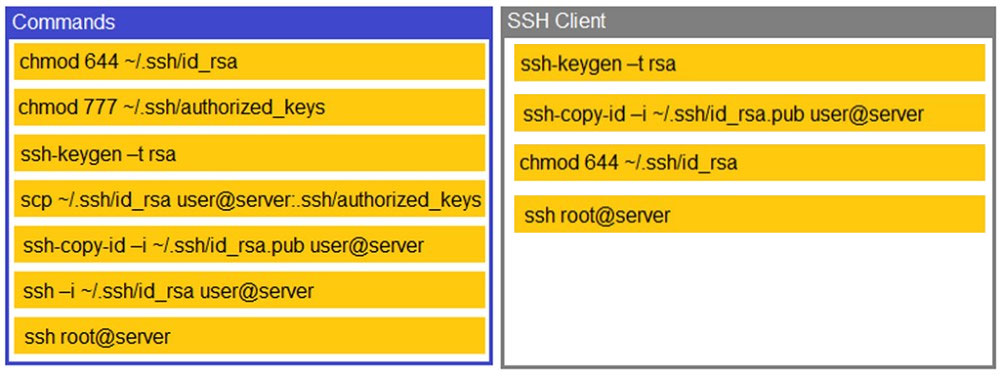 Commands
chmod 644 ~/.ssh/id_rsa
chmod 777 ~/.ssh/authorized_keys
ssh-keygen –t rsa
scp ~/.ssh/id_rsa user@server:.ssh/authorized_keys
ssh-copy-id –i ~/.ssh/id_rsa.pub user@server
ssh –i ~/.ssh/id_rsa user@server
ssh root@server
SSH Client
ssh-keygen –t rsa
ssh-copy-id –i ~/.ssh/id_rsa.pub user@server
chmod 644 ~/.ssh/id_rsa
ssh root@server